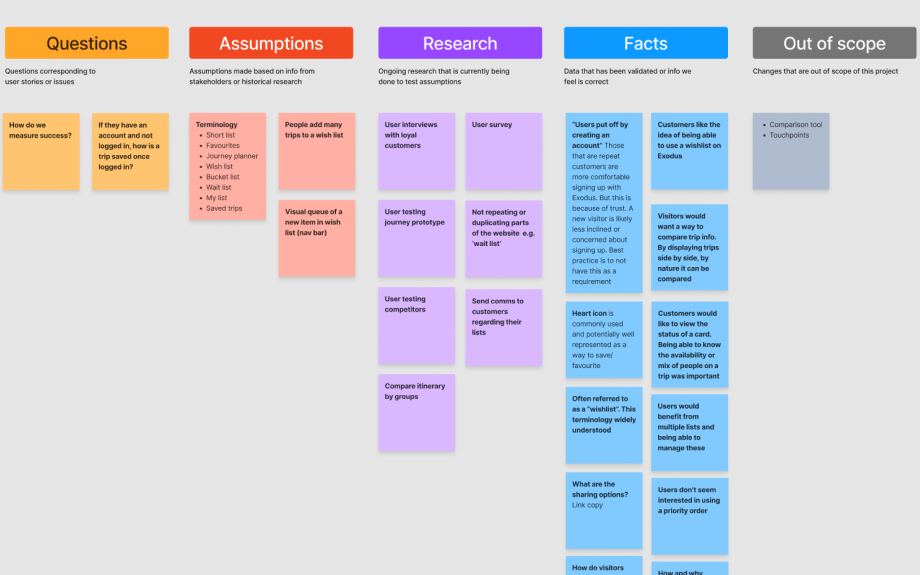 Questions
Questions corresponding to
user stories or issues
How do we
measure success?
If they have an
account and not
logged in, how is a
trip saved once
logged in?
Assumptions
Assumptions made based on info from
stakeholders or historical research
Terminology
• Short list
• Favourites
• Journey planner
• Wish list
• Bucket list
• Wait list
• My list
• Saved trips
People add many
trips to a wish list
Visual queue of a
new item in wish
list (nav bar)
Research
Ongoing research that is currently being
done to test assumptions
User interviews
with loyal
customers
User survey
User testing
journey prototype
Not repeating or
duplicating parts
of the website e.g.
'wait list'
User testing
competitors
Send comms to
customers
regarding their
lists
Compare itinerary
by groups
Facts
Data that has been validated or info we
feel is correct
"Users put off by
creating an
account" Those
that are repeat
customers are
more comfortable
signing up with
Exodus. But this is
because of trust. A
new visitor is likely
less inclined or
concerned about
signing up. Best
practice is to not
have this as a
requirement
Customers like the
idea of being able
to use a wishlist on
Exodus
Visitors would
want a way to
compare trip info.
By displaying trips
side by side, by
nature it can be
compared
Heart icon is
commonly used
and potentially well
represented as a
way to save/
favourite
Customers would
like to view the
status of a card.
Being able to know
the availability or
mix of people on a
trip was important
Often referred to
as a "wishlist". This
terminology widely
understood
Users would
benefit from
multiple lists and
being able to
manage these
What are the
sharing options?
Link copy
Users don't seem
interested in using
a priority order
How do visitors
How and why
Out of scope
Changes that are out of scope of this project
• Comparison tool
• Touchpoints